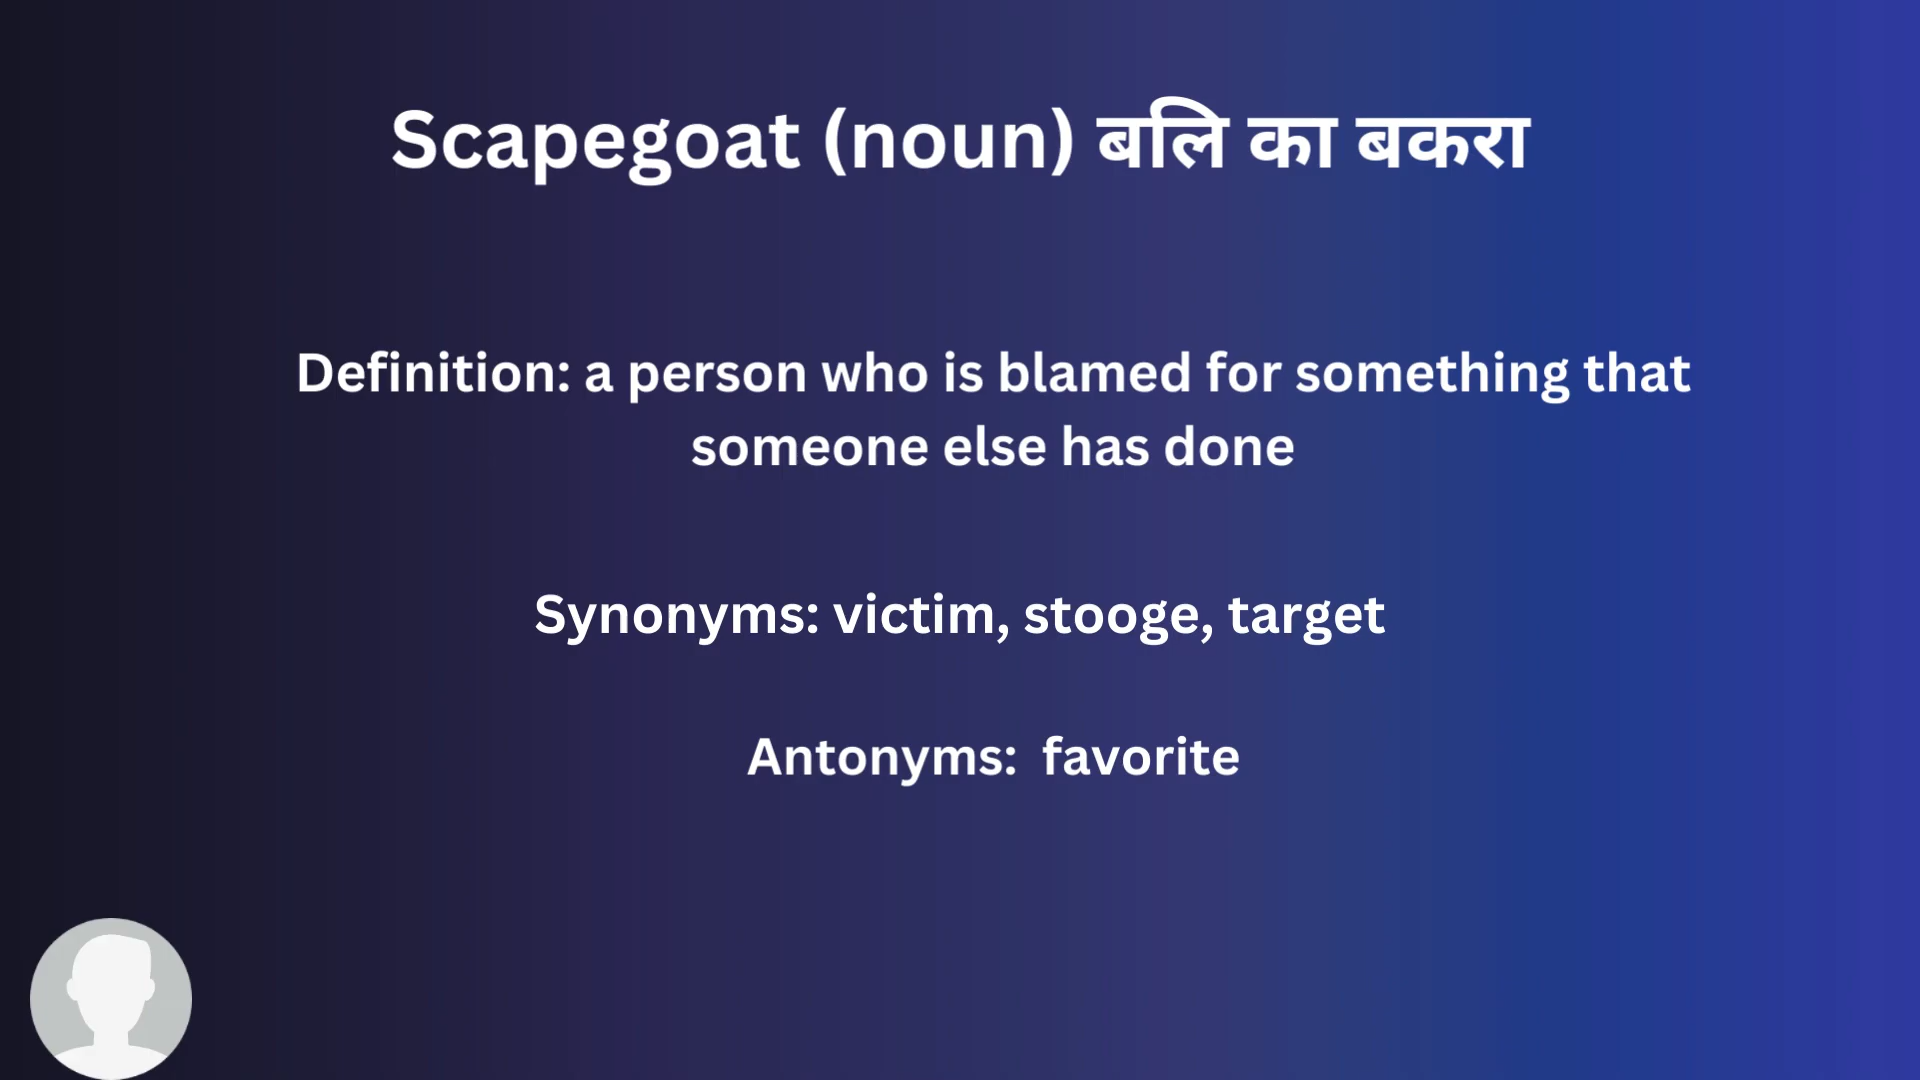 Scapegoat (noun) बलि का बकरा
Definition: a person who is blamed for something that
someone else has done
Synonyms: victim, stooge, target
Antonyms:  favorite